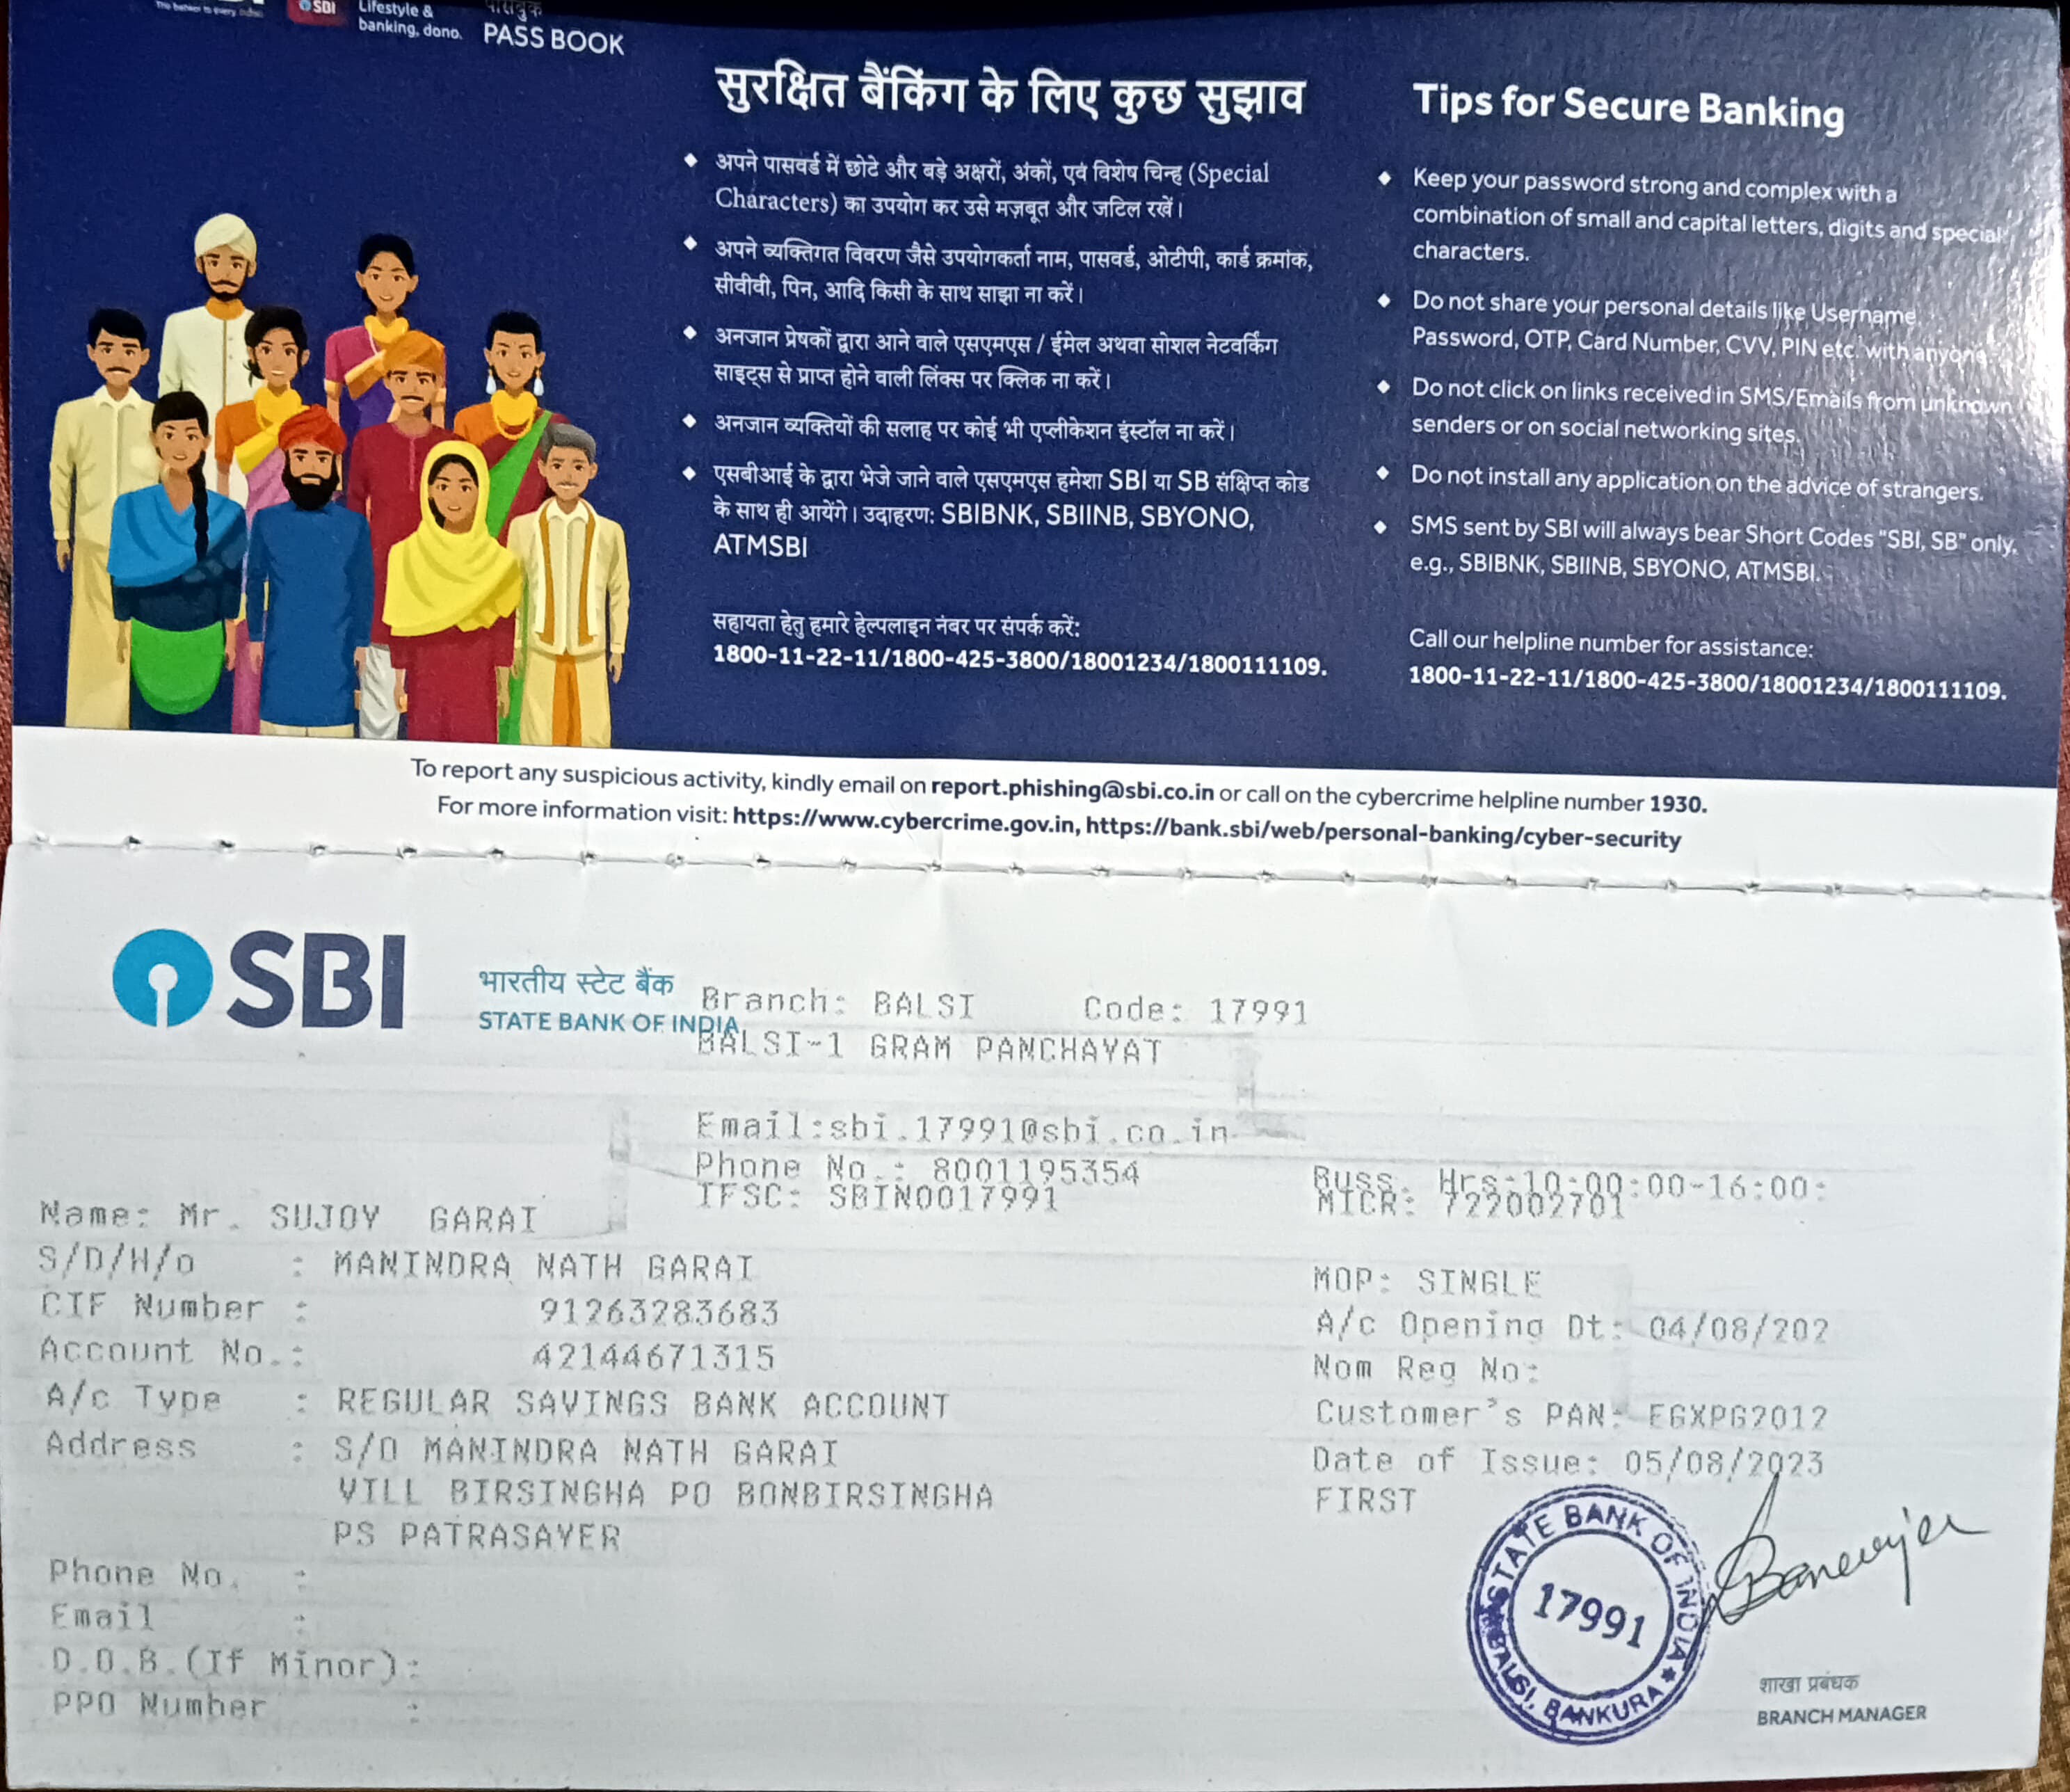 The banker to every Indian
SBI
Lifestyle &
banking, dono.
पासबुक
PASS BOOK
सुरक्षित बैंकिंग के लिए कुछ सुझाव
अपने पासवर्ड में छोटे और बड़े अक्षरों, अंकों, एवं विशेष चिन्ह (Special
Characters) का उपयोग कर उसे मज़बूत और जटिल रखें।
अपने व्यक्तिगत विवरण जैसे उपयोगकर्ता नाम, पासवर्ड, ओटीपी, कार्ड क्रमांक,
सीवीवी, पिन, आदि किसी के साथ साझा ना करें।
अनजान प्रेषकों द्वारा आने वाले एसएमएस / ईमेल अथवा सोशल नेटवर्किंग
साइट्स से प्राप्त होने वाली लिंक्स पर क्लिक ना करें।
अनजान व्यक्तियों की सलाह पर कोई भी एप्लीकेशन इंस्टॉल ना करें।
एसबीआई के द्वारा भेजे जाने वाले एसएमएस हमेशा SBI या SB संक्षिप्त कोड
के साथ ही आयेंगे। उदाहरण: SBIBNK, SBIINB, SBYONO,
ATMSBI
सहायता हेतु हमारे हेल्पलाइन नंबर पर संपर्क करें:
1800-11-22-11/1800-425-3800/18001234/1800111109.
Tips for Secure Banking
Keep your password strong and complex with a
combination of small and capital letters, digits and special
characters.
Do not share your personal details like Username
Password, OTP, Card Number, CVV, PIN etc. with anyone
Do not click on links received in SMS/Emails from unknown
senders or on social networking sites.
Do not install any application on the advice of strangers.
SMS sent by SBI will always bear Short Codes "SBI, SB" only,
e.g., SBIBNK, SBIINB, SBYONO, ATMSBI.
Call our helpline number for assistance:
1800-11-22-11/1800-425-3800/18001234/1800111109.
To report any suspicious activity, kindly email on report.phishing@sbi.co.in or call on the cybercrime helpline number 1930.
For more information visit: https://www.cybercrime.gov.in, https://bank.sbi/web/personal-banking/cyber-security
SBI
भारतीय स्टेट बैंक
STATE BANK OF INDIA
Branch: BALSI Code: 17991
BALSI-1 GRAM PANCHAYAT
Email:sbi.17991@sbi.co.in
Phone No.: 8001195354
Buss. Hrs:10:00:00-16:00:
IFSC: SBIN0017991
MICR: 722002701
Name: Mr. SUJOY GARAI
S/D/H/o : MANINDRA NATH GARAI
MOP: SINGLE
CIF Number : 91263283683
A/c Opening Dt: 04/08/202
Account No.: 42144671315
Nom Reg No:
A/c Type : REGULAR SAVINGS BANK ACCOUNT
Customer's PAN: EGXPG2012
Address : S/O MANINDRA NATH GARAI
Date of Issue: 05/08/2023
VILL BIRSINGHA PO BONBIRSINGHA
FIRST
PS PATRASAYER
Phone No. :
Email :
D.O.B.(If Minor):
PPO Number :
STATE BANK OF INDIA
17991
BALSI, BANKURA
Banerjee
शाखा प्रबंधक
BRANCH MANAGER